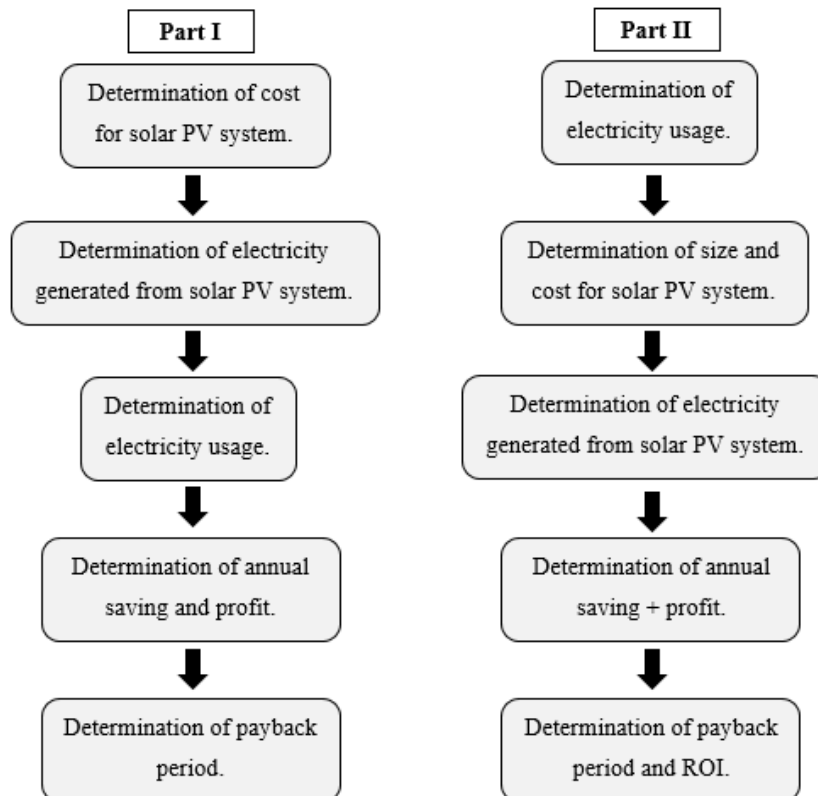 Part I
Determination of cost
for solar PV system.
Determination of electricity
generated from solar PV system.
Determination of
electricity usage.
Determination of annual
saving and profit.
Determination of payback
period.
Part II
Determination of
electricity usage.
Determination of size and
cost for solar PV system.
Determination of electricity
generated from solar PV system.
Determination of annual
saving + profit.
Determination of payback
period and ROI.